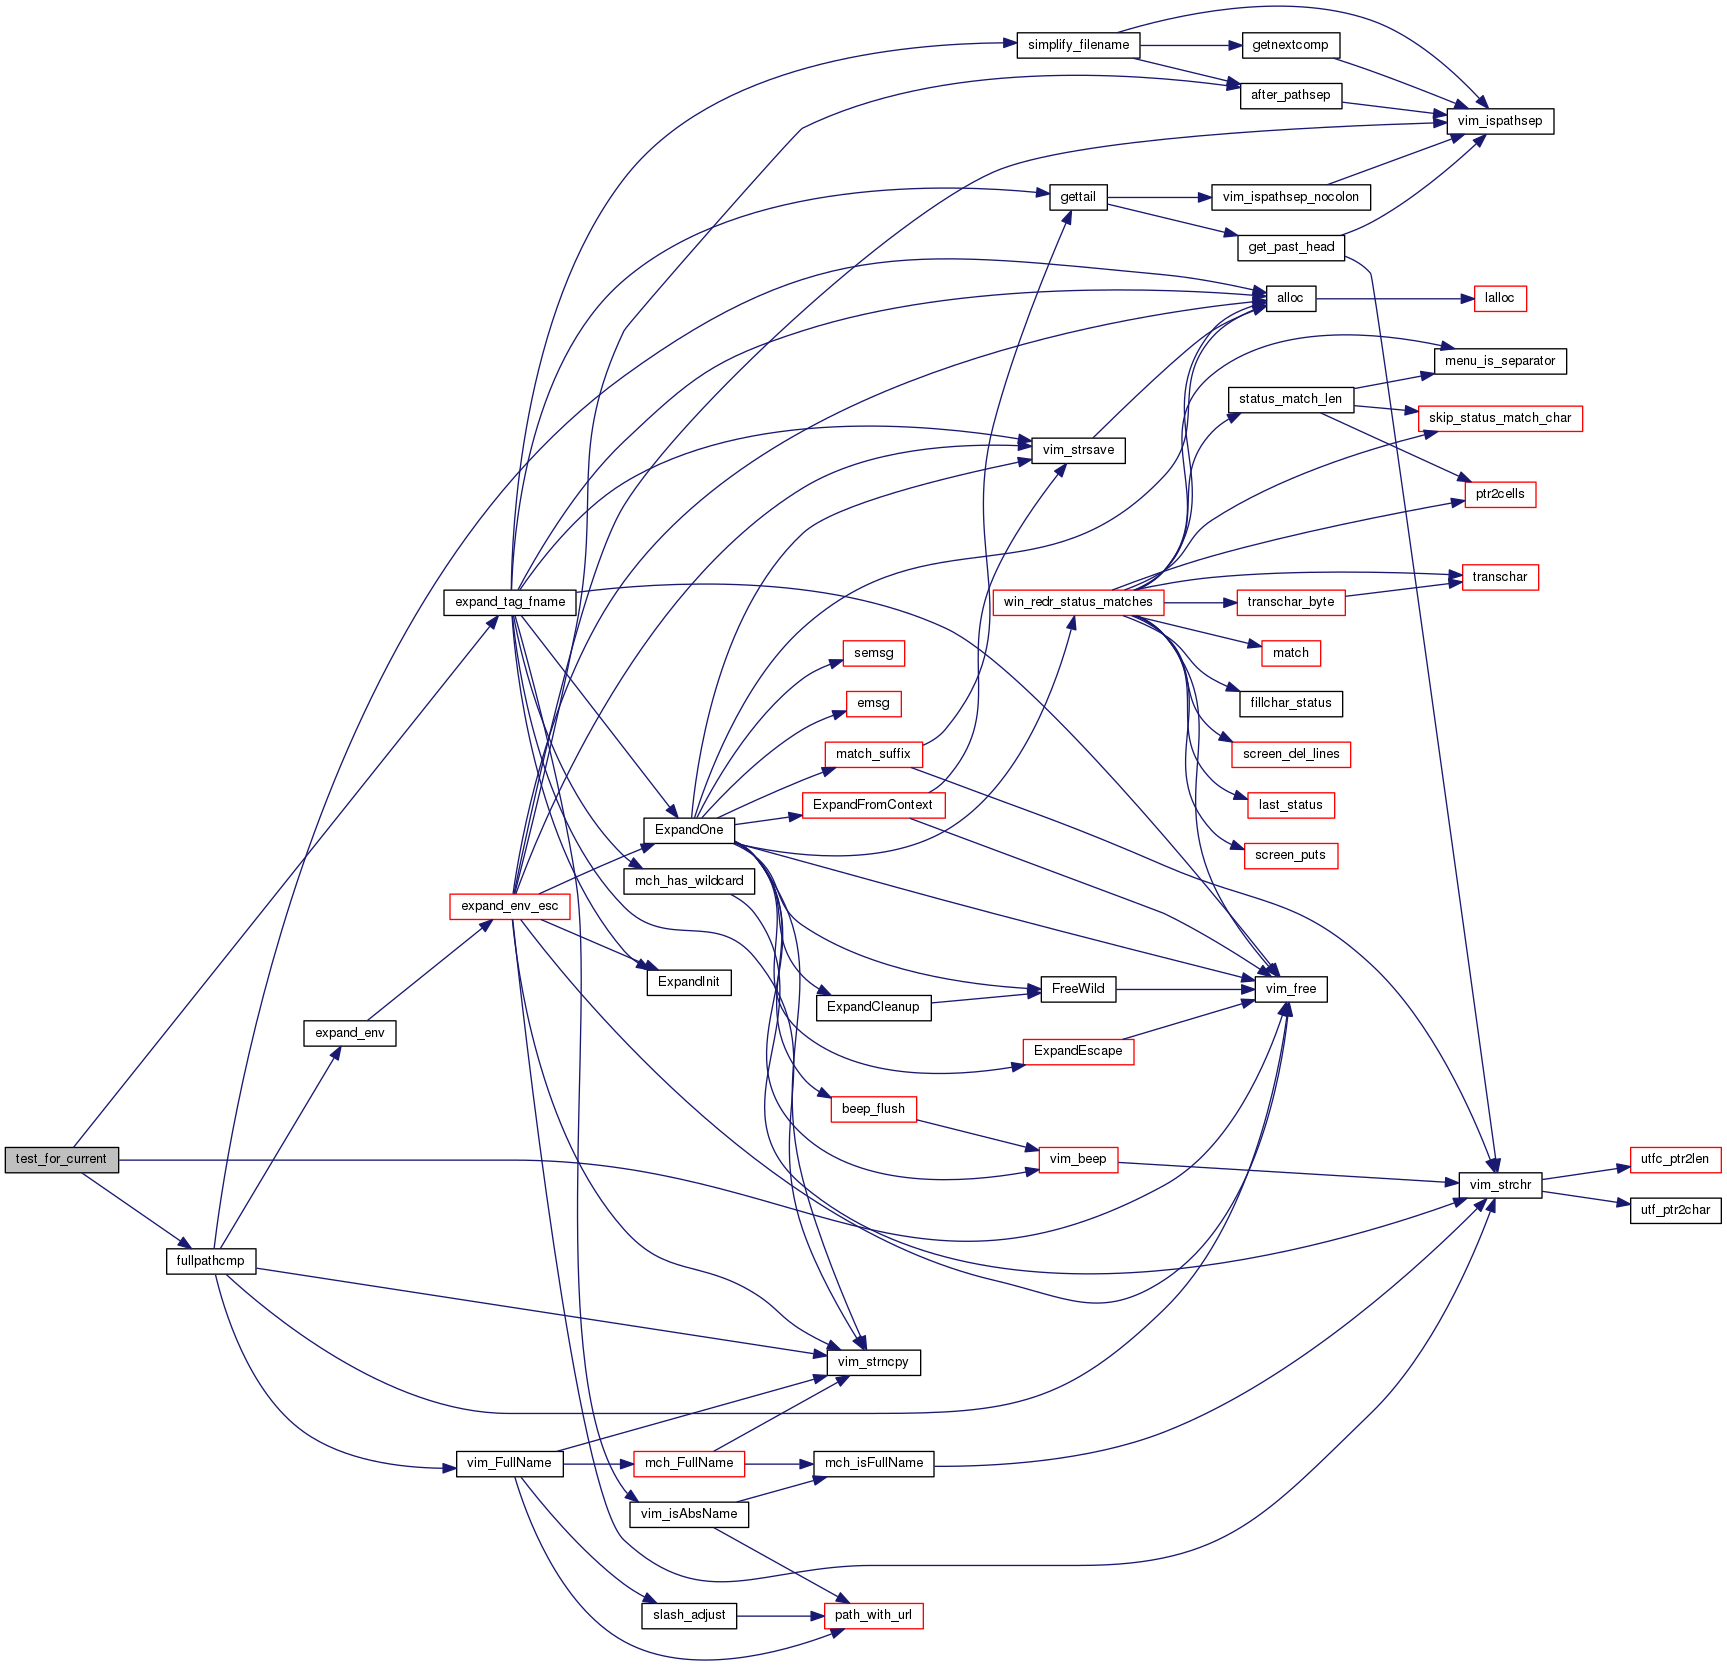 simplify_filename
getnextcomp
after_pathsep
vim_ispathsep
gettail
vim_ispathsep_nocolon
get_past_head
alloc
lalloc
menu_is_separator
status_match_len
skip_status_match_char
vim_strsave
ptr2cells
transchar
expand_tag_fname
win_redr_status_matches
transchar_byte
semsg
match
emsg
fillchar_status
match_suffix
screen_del_lines
ExpandFromContext
last_status
ExpandOne
screen_puts
mch_has_wildcard
expand_env_esc
ExpandInit
FreeWild
vim_free
ExpandCleanup
expand_env
ExpandEscape
beep_flush
test_for_current
vim_beep
utfc_ptr2len
vim_strchr
utf_ptr2char
fullpathcmp
vim_strncpy
vim_FullName
mch_FullName
mch_isFullName
vim_isAbsName
slash_adjust
path_with_url